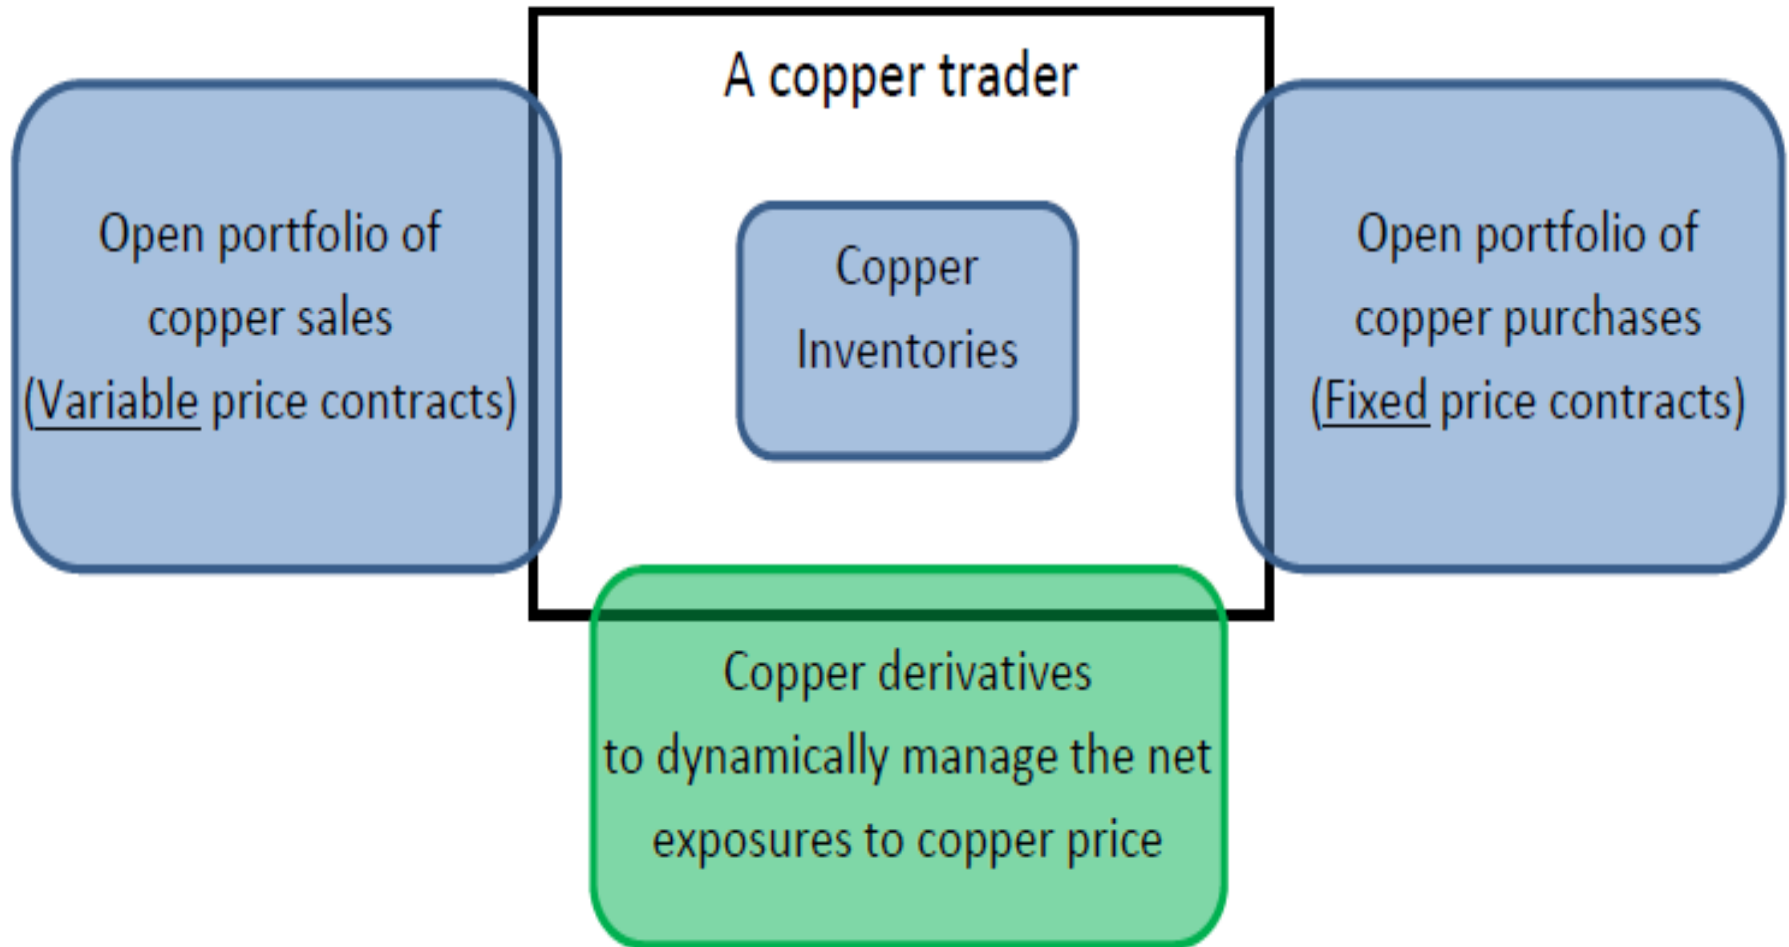 A copper trader
Open portfolio of
copper sales
(Variable price contracts)
Copper
Inventories
Open portfolio of
copper purchases
(Fixed price contracts)
Copper derivatives
to dynamically manage the net
exposures to copper price